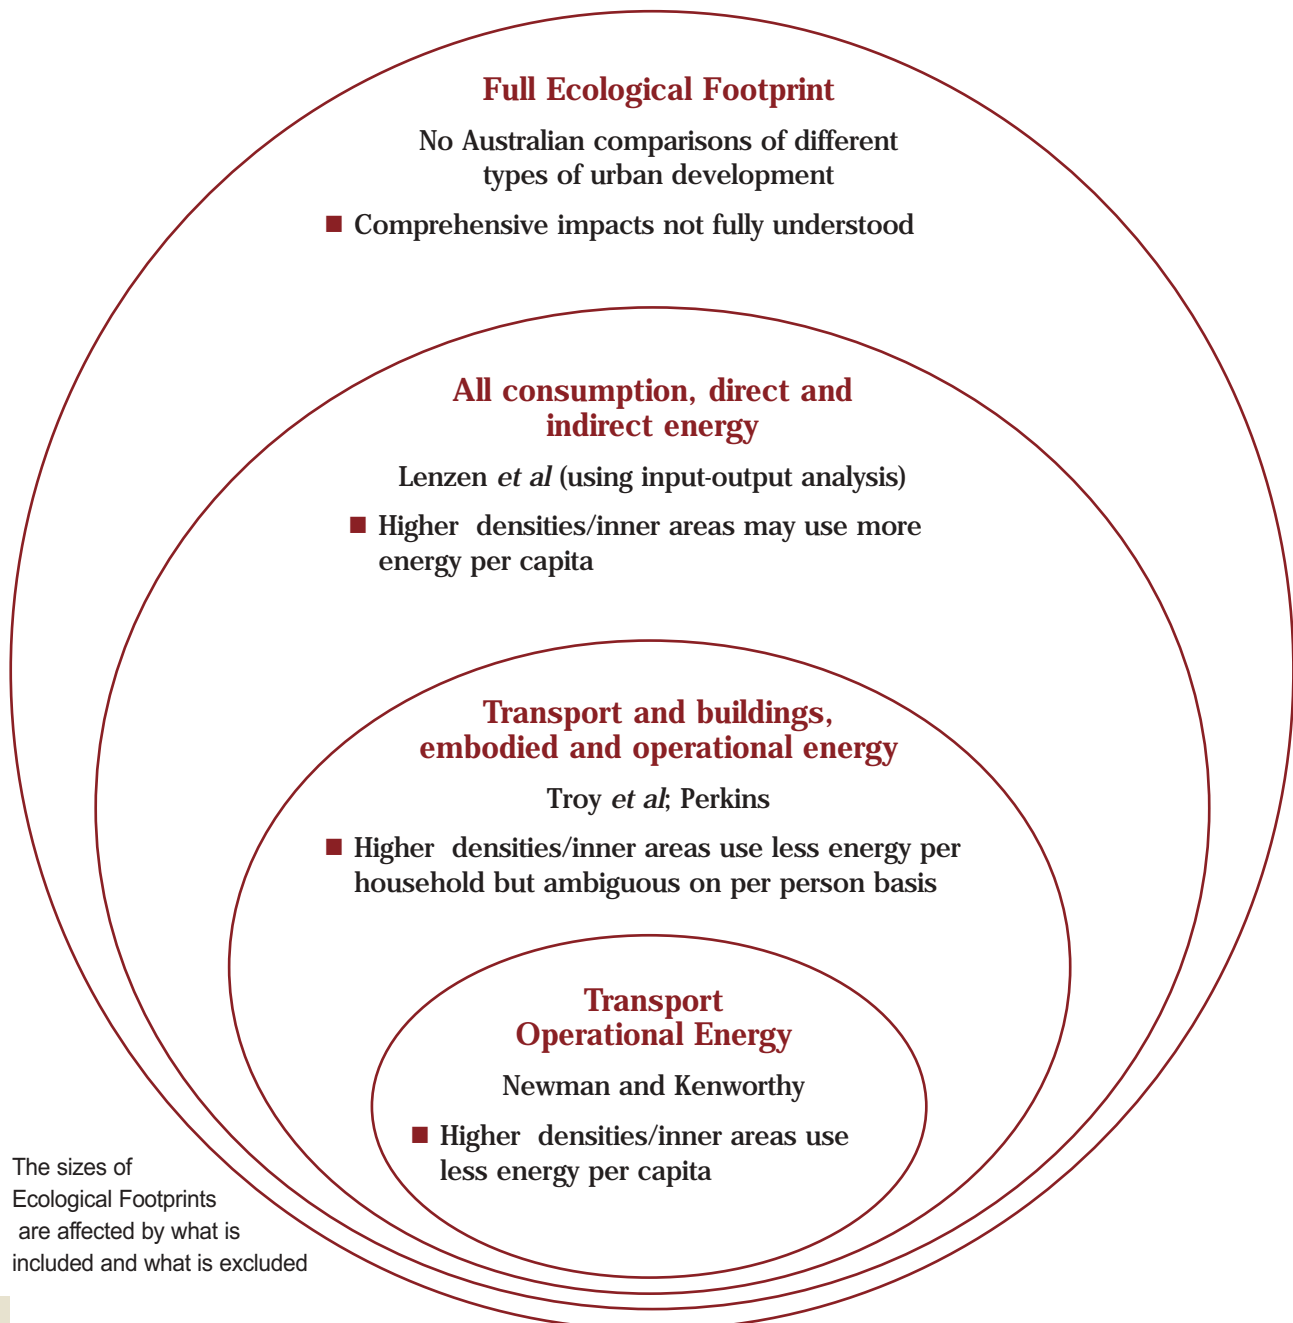 Full Ecological Footprint
No Australian comparisons of different
types of urban development
■ Comprehensive impacts not fully understood
All consumption, direct and
indirect energy
Lenzen et al (using input-output analysis)
■ Higher densities/inner areas may use more
energy per capita
Transport and buildings,
embodied and operational energy
Troy et al; Perkins
■ Higher densities/inner areas use less energy per
household but ambiguous on per person basis
Transport
Operational Energy
Newman and Kenworthy
■ Higher densities/inner areas use
less energy per capita
The sizes of
Ecological Footprints
are affected by what is
included and what is excluded